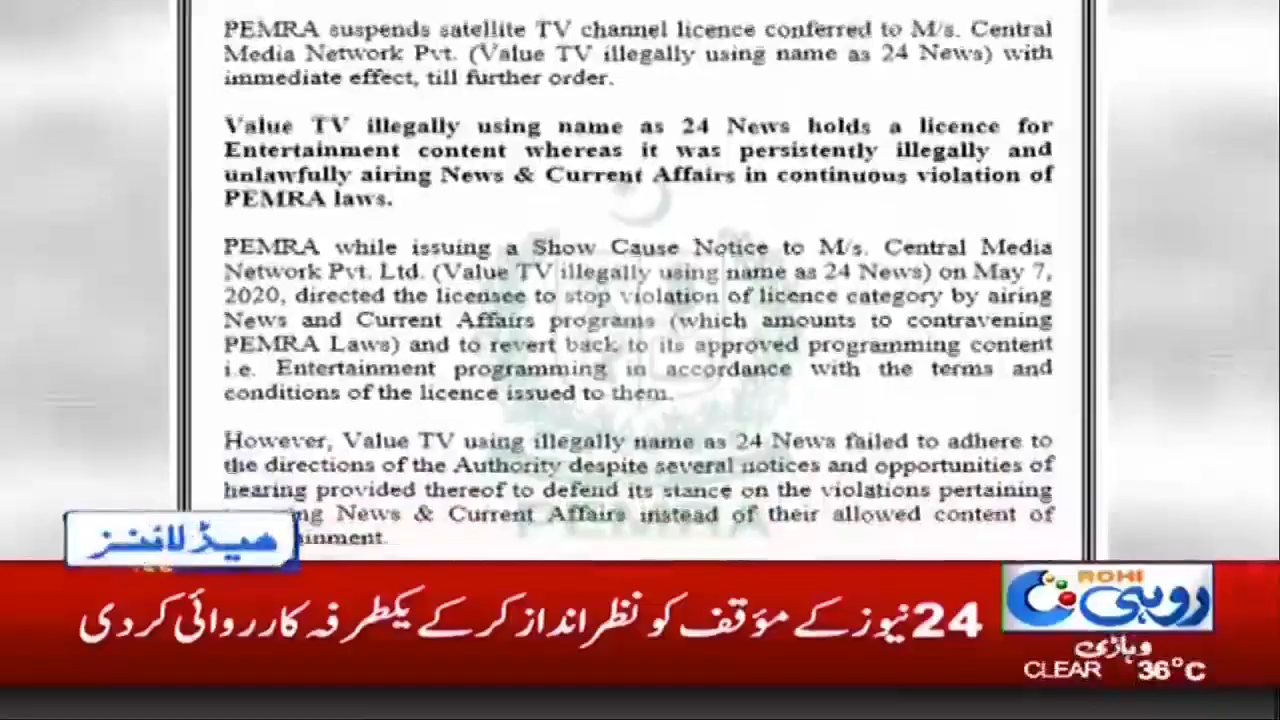 PEMRA suspends satellite TV channel licence conferred to M/s. Central
Media Network Pvt. (Value TV illegally using name as 24 News) with
immediate effect, till further order.
Value TV illegally using name as 24 News holds a licence for
Entertainment content whereas it was persistently illegally and
unlawfully airing News & Current Affairs in continuous violation of
PEMRA laws.
PEMRA while issuing a Show Cause Notice to M/s. Central Media
Network Pvt. Ltd. (Value TV illegally using name as 24 News) on May 7,
2020, directed the licensee to stop violation of licence category by airing
News and Current Affairs programs (which amounts to contravening
PEMRA Laws) and to revert back to its approved programming content
i.e. Entertainment programming in accordance with the terms and
conditions of the licence issued to them.
However, Value TV using illegally name as 24 News failed to adhere to
the directions of the Authority despite several notices and opportunities of
hearing provided thereof to defend its stance on the violations pertaining
News & Current Affairs instead of their allowed content of
PEMRA
ہیڈ لائنز
24 نیوز کے مؤقف کو نظر انداز کر کے یکطرفہ کارروائی کردی
ROHI
روہی
وہاڑی
CLEAR 36°C